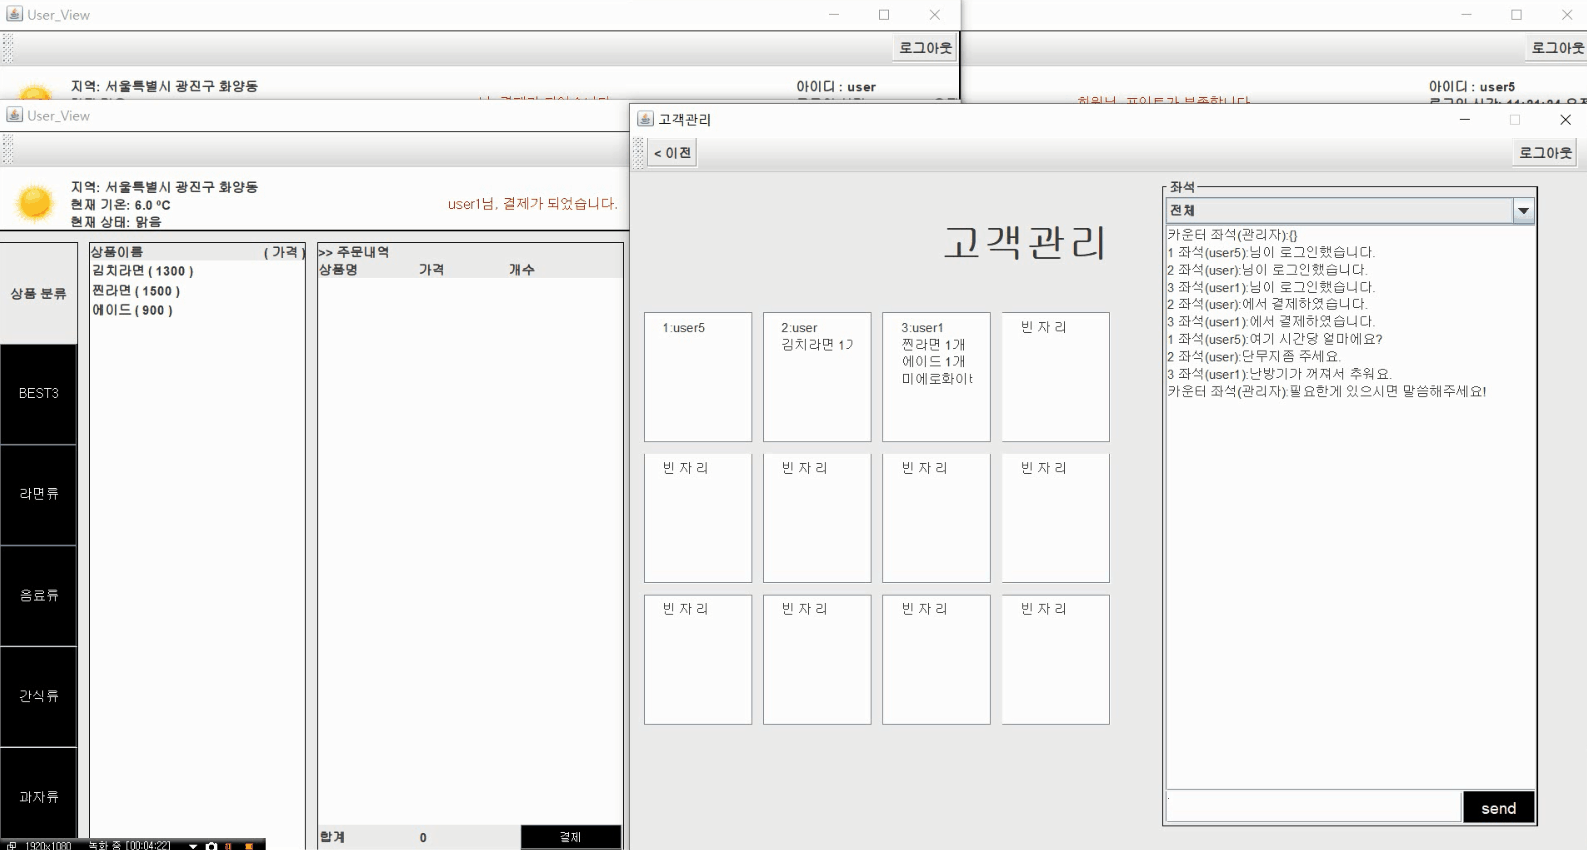 User_View
로그아웃
로그아웃
지역: 서울특별시 광진구 화양동
아이디 : user
아이디 : user5
회원님, 포인트가 부족합니다
User_View
지역: 서울특별시 광진구 화양동
현재 기온: 6.0 ºC
현재 상태: 맑음
user1님, 결제가 되었습니다.
상품 분류
BEST3
라면류
음료류
간식류
과자류
상품이름 ( 가격 )
김치라면 ( 1300 )
찐라면 ( 1500 )
에이드 ( 900 )
>> 주문내역
상품명 가격 개수
합계 0 결제
1920x1080 녹화 중 [00:04:22]
고객관리
< 이전
로그아웃
고객관리
1:user5
2:user
김치라면 1
3:user1
찐라면 1개
에이드 1개
미에로화이
빈 자 리
빈 자 리
빈 자 리
빈 자 리
빈 자 리
빈 자 리
빈 자 리
빈 자 리
빈 자 리
좌석
전체
카운터 좌석(관리자):{}
1 좌석(user5):님이 로그인했습니다.
2 좌석(user):님이 로그인했습니다.
3 좌석(user1):님이 로그인했습니다.
2 좌석(user):에서 결제하였습니다.
3 좌석(user1):에서 결제하였습니다.
1 좌석(user5):여기 시간당 얼마에요?
2 좌석(user):단무지좀 주세요.
3 좌석(user1):난방기가 꺼져서 추워요.
카운터 좌석(관리자):필요한게 있으시면 말씀해주세요!
send